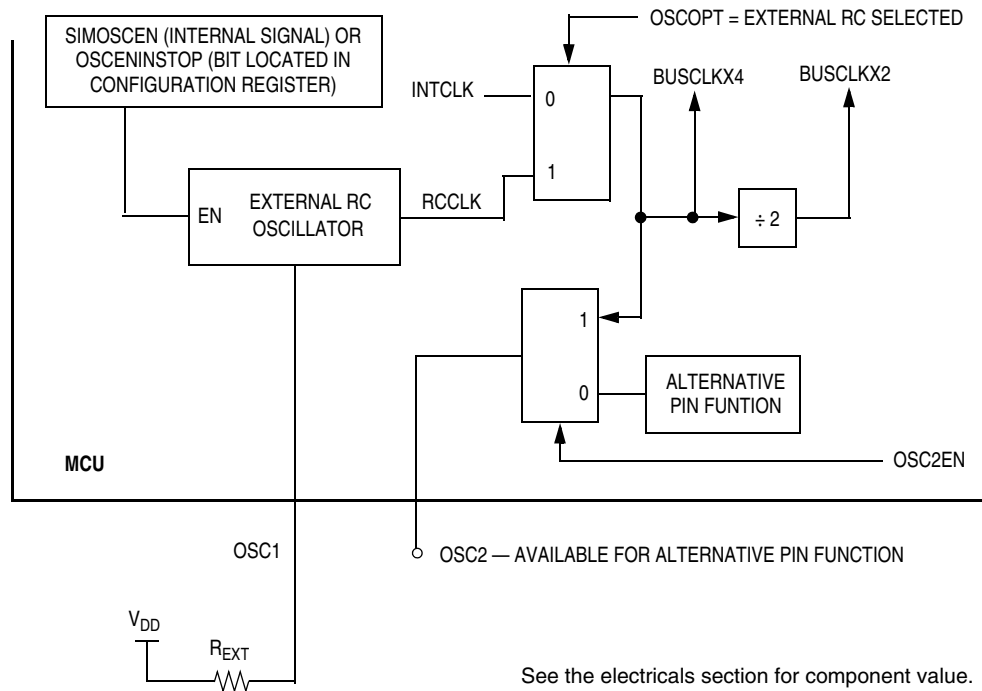 OSCOPT = EXTERNAL RC SELECTED
SIMOSCEN (INTERNAL SIGNAL) OR
OSCENINSTOP (BIT LOCATED IN
CONFIGURATION REGISTER)
BUSCLKX4
BUSCLKX2
INTCLK
0
1
EN
EXTERNAL RC
OSCILLATOR
RCCLK
÷ 2
1
0
ALTERNATIVE
PIN FUNTION
MCU
OSC2EN
OSC1
OSC2 — AVAILABLE FOR ALTERNATIVE PIN FUNCTION
VDD
REXT
See the electricals section for component value.